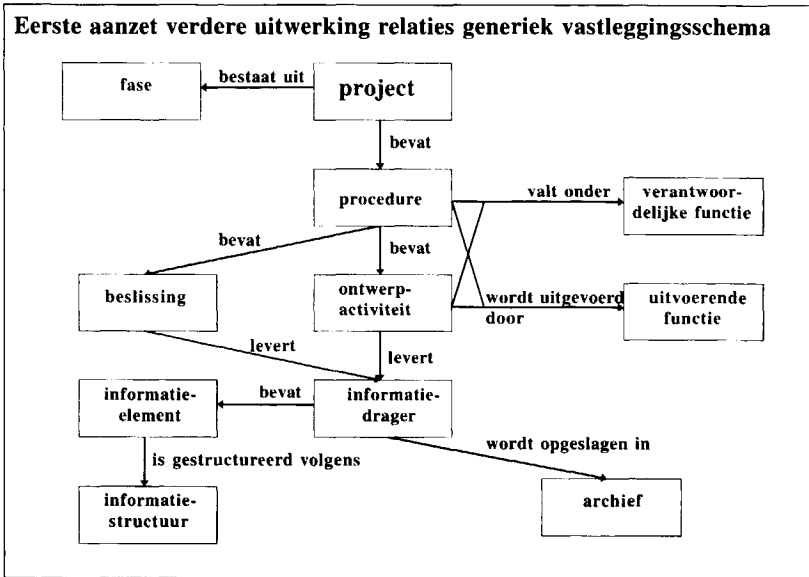 Eerste aanzet verdere uitwerking relaties generiek vastleggingsschema
fase
bestaat uit
project
bevat
procedure
valt onder
verantwoor-
delijke functie
bevat
bevat
beslissing
ontwerp-
activiteit
wordt uitgevoerd
door
uitvoerende
functie
levert
levert
informatie-
element
bevat
informatie-
drager
is gestructureerd volgens
wordt opgeslagen in
informatie-
structuur
archief